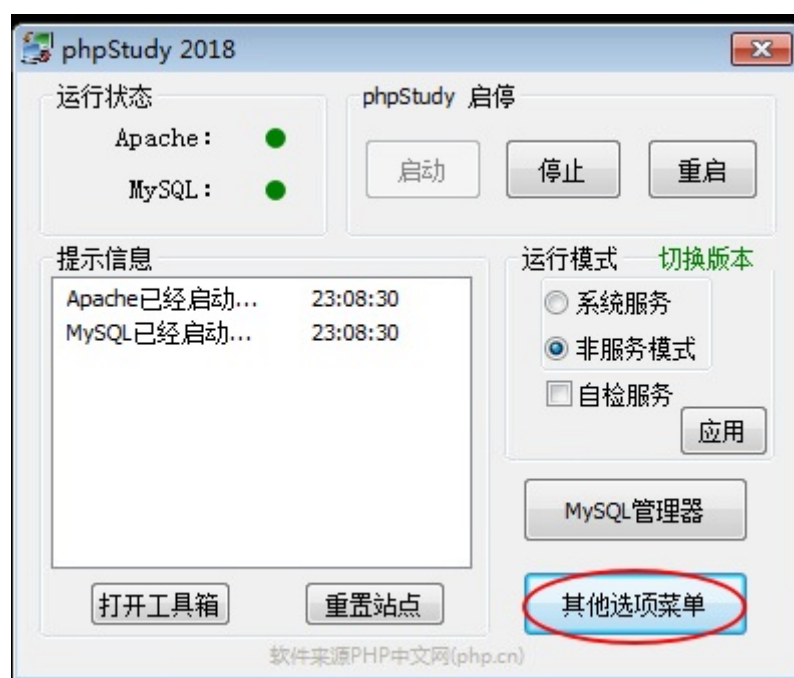 phpStudy 2018
运行状态
Apache:
MySQL:
phpStudy 启停
启动
停止
重启
提示信息
Apache已经启动... 23:08:30
MySQL已经启动... 23:08:30
运行模式 切换版本
系统服务
非服务模式
自检服务
应用
MySQL管理器
打开工具箱
重置站点
其他选项菜单
软件来源PHP中文网(php.cn)